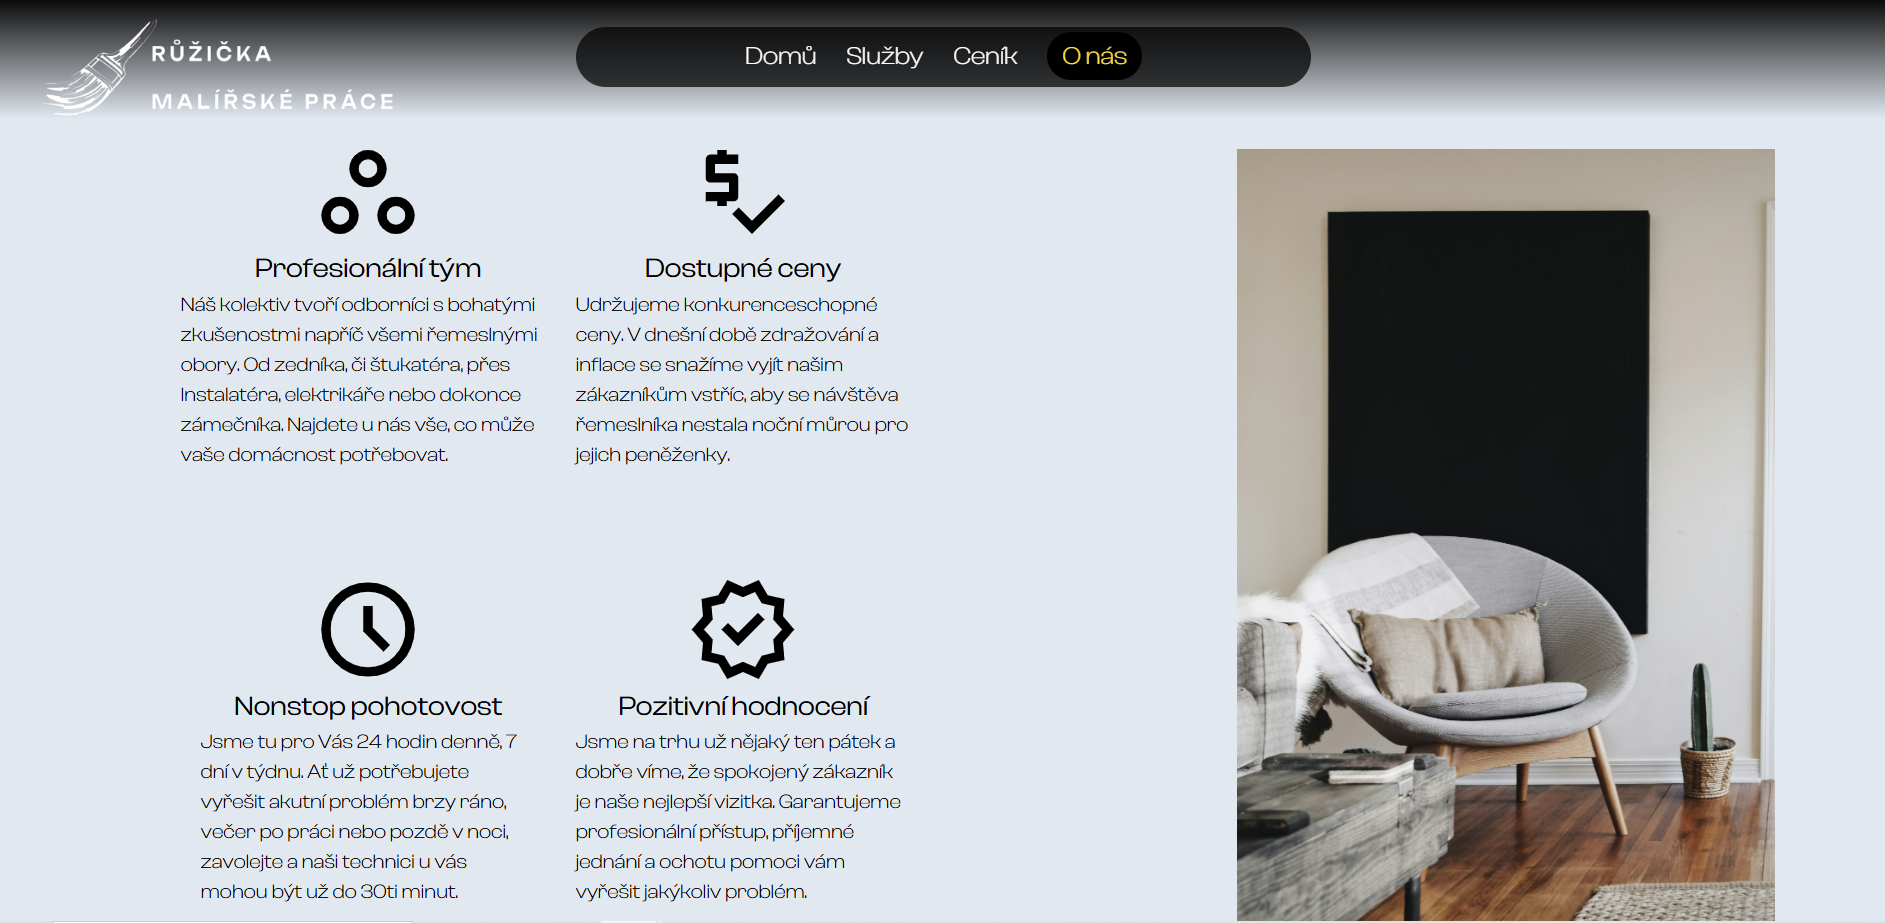 RŮŽIČKA
MALÍŘSKÉ PRÁCE
Domů Služby Ceník O nás
Profesionální tým
Náš kolektiv tvoří odborníci s bohatými
zkušenostmi napříč všemi řemeslnými
obory. Od zedníka, či štukatéra, přes
Instalatéra, elektrikáře nebo dokonce
zámečníka. Najdete u nás vše, co může
vaše domácnost potřebovat.
Dostupné ceny
Udržujeme konkurenceschopné
ceny. V dnešní době zdražování a
inflace se snažíme vyjít našim
zákazníkům vstříc, aby se návštěva
řemeslníka nestala noční můrou pro
jejich peněženky.
Nonstop pohotovost
Jsme tu pro Vás 24 hodin denně, 7
dní v týdnu. Ať už potřebujete
vyřešit akutní problém brzy ráno,
večer po práci nebo pozdě v noci,
zavolejte a naši technici u vás
mohou být už do 30ti minut.
Pozitivní hodnocení
Jsme na trhu už nějaký ten pátek a
dobře víme, že spokojený zákazník
je naše nejlepší vizitka. Garantujeme
profesionální přístup, příjemné
jednání a ochotu pomoci vám
vyřešit jakýkoliv problém.